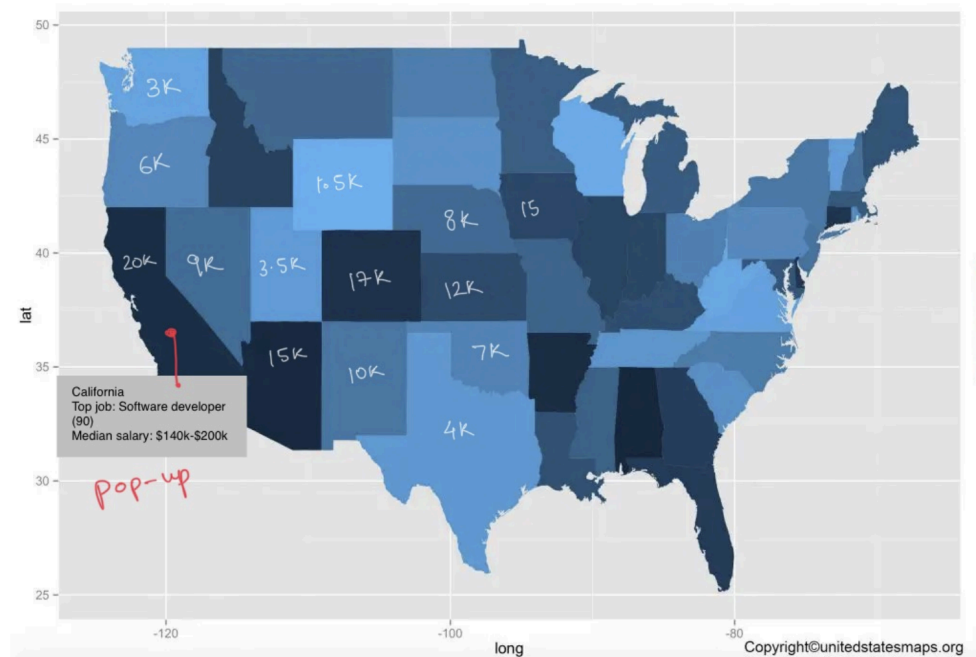 50
45
40
35
30
25
lat
3K
6K
1.5K
8K
15
20K
9K
3.5K
17K
12K
15K
10K
7K
4K
California
Top job: Software developer
(90)
Median salary: $140k-$200k
pop-up
-120
-100
-80
long
Copyright©unitedstatesmaps.org